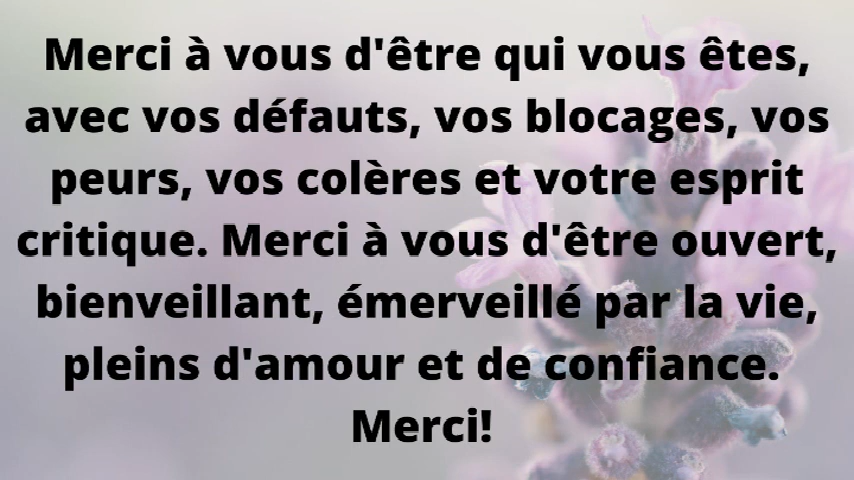 Merci à vous d'être qui vous êtes,
avec vos défauts, vos blocages, vos
peurs, vos colères et votre esprit
critique. Merci à vous d'être ouvert,
bienveillant, émerveillé par la vie,
pleins d'amour et de confiance.
Merci!